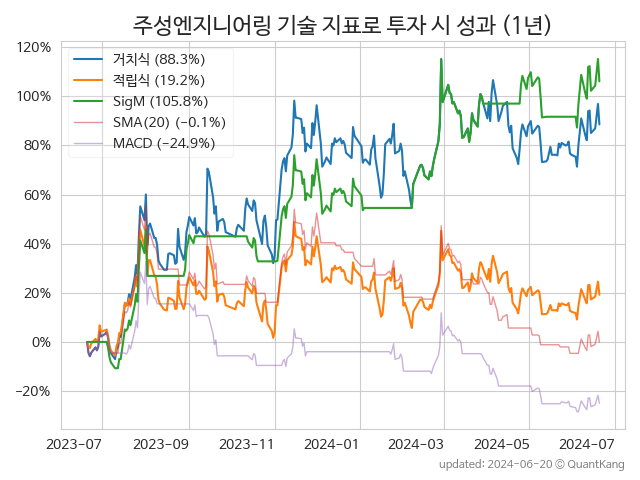 주성엔지니어링 기술 지표로 투자 시 성과 (1년)
거치식 (88.3%)
적립식 (19.2%)
SigM (105.8%)
SMA(20) (−0.1%)
MACD (−24.9%)
120%
100%
80%
60%
40%
20%
0%
−20%
2023-07 2023-09 2023-11 2024-01 2024-03 2024-05 2024-07
updated: 2024-06-20 © QuantKang